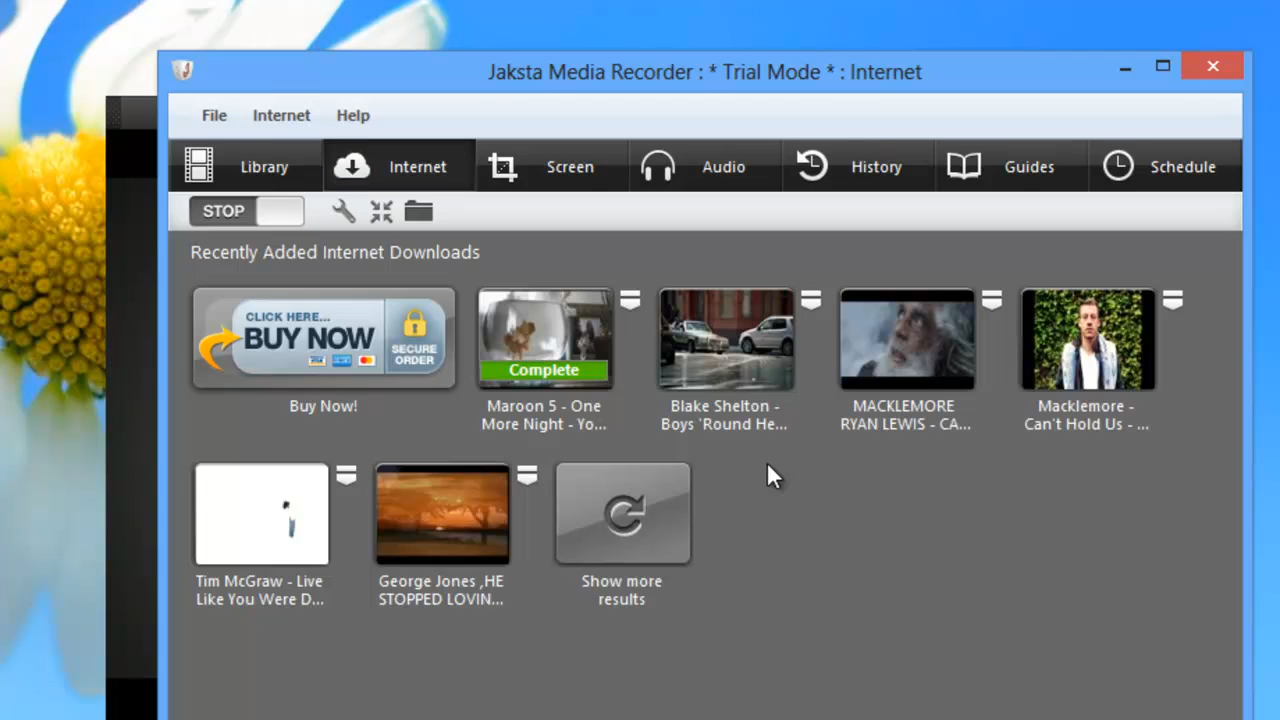 Jaksta Media Recorder : * Trial Mode * : Internet
File Internet Help
Library Internet Screen Audio History Guides Schedule
STOP
Recently Added Internet Downloads
CLICK HERE...
BUY NOW
SECURE
ORDER
Complete
Buy Now!
Maroon 5 - One
More Night - Yo...
Blake Shelton -
Boys 'Round He...
MACKLEMORE
RYAN LEWIS - CA...
Macklemore -
Can't Hold Us - ...
Tim McGraw - Live
Like You Were D...
George Jones ,HE
STOPPED LOVIN...
Show more
results